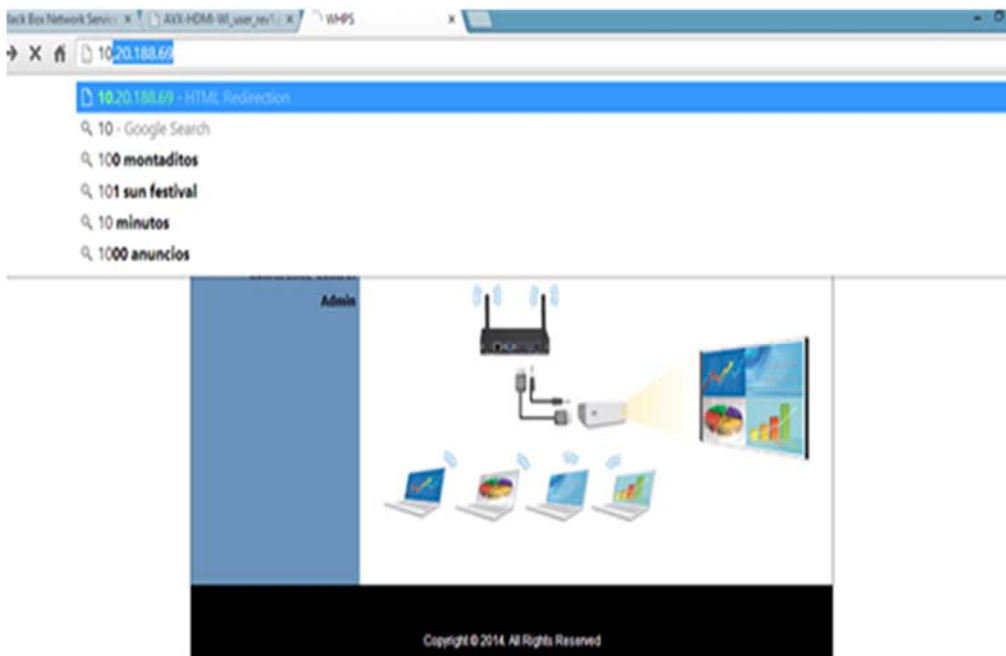 lack Box Network Servic
AVX-HDMI-WI_user_rev1
WHPS
10.20.188.69
10.20.188.69 - HTML Redirection
10 - Google Search
100 montaditos
101 sun festival
10 minutos
1000 anuncios
Admin
Copyright © 2014. All Rights Reserved